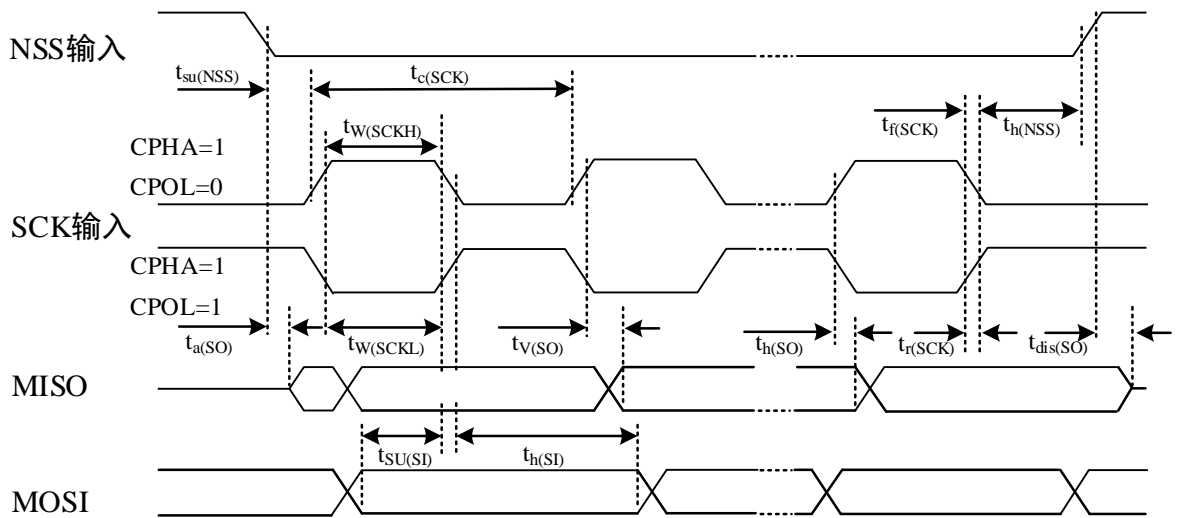 NSS输入
tsu(NSS)
tc(SCK)
tW(SCKH)
tf(SCK)
th(NSS)
CPHA=1
CPOL=0
SCK输入
CPHA=1
CPOL=1
ta(SO)
tW(SCKL)
tV(SO)
th(SO)
tr(SCK)
tdis(SO)
MISO
tSU(SI)
th(SI)
MOSI